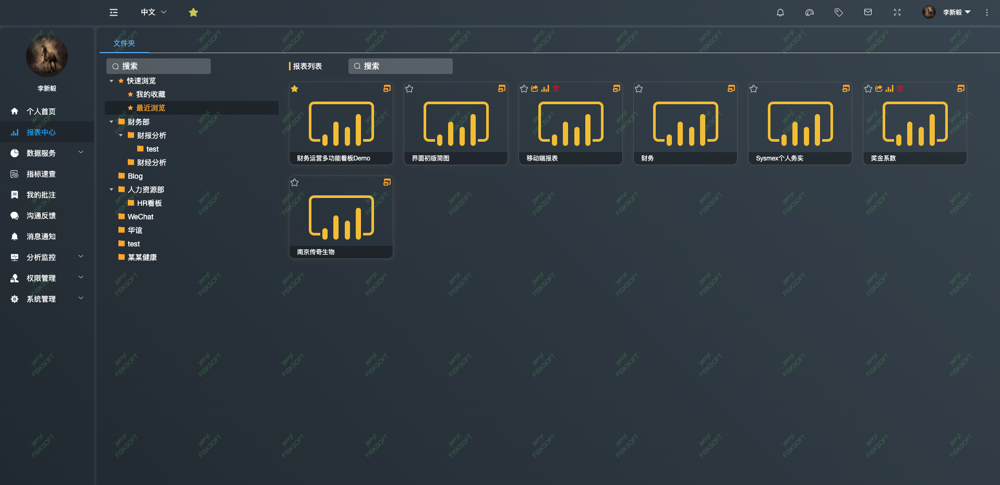 中文
李新毅
李新毅
个人首页
报表中心
数据服务
指标速查
我的批注
沟通反馈
消息通知
分析监控
权限管理
系统管理
文件夹
搜索
快速浏览
我的收藏
最近浏览
财务部
财报分析
test
财经分析
Blog
人力资源部
HR看板
WeChat
华谊
test
某某健康
报表列表
搜索
财务运营多功能看板Demo
界面初版简图
移动端报表
财务
Sysmex个人务实
奖金系数
南京传奇生物
jerryl
FISKSOFT